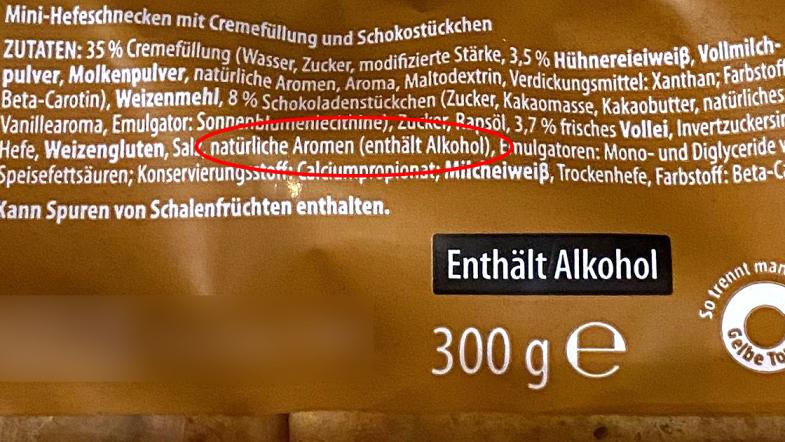 Mini-Hefeschnecken mit Cremefüllung und Schokostückchen
ZUTATEN: 35 % Cremefüllung (Wasser, Zucker, modifizierte Stärke, 3,5 % Hühnereieiweiß, Vollmilch-
pulver, Molkenpulver, natürliche Aromen, Aroma, Maltodextrin, Verdickungsmittel: Xanthan; Farbstoff
Beta-Carotin), Weizenmehl, 8 % Schokoladenstückchen (Zucker, Kakaomasse, Kakaobutter, natürliches
Vanillearoma, Emulgator: Sonnenblumenlecithine), Zucker, Rapsöl, 3,7 % frisches Vollei, Invertzuckersir
Hefe, Weizengluten, Salz, natürliche Aromen (enthält Alkohol), Emulgatoren: Mono- und Diglyceride v
Speisefettsäuren; Konservierungsstoff: Calciumpropionat; Milcheiweiß, Trockenhefe, Farbstoff: Beta-Ca
Kann Spuren von Schalenfrüchten enthalten.
Enthält Alkohol
300 g e
So trennt man
Gelbe To